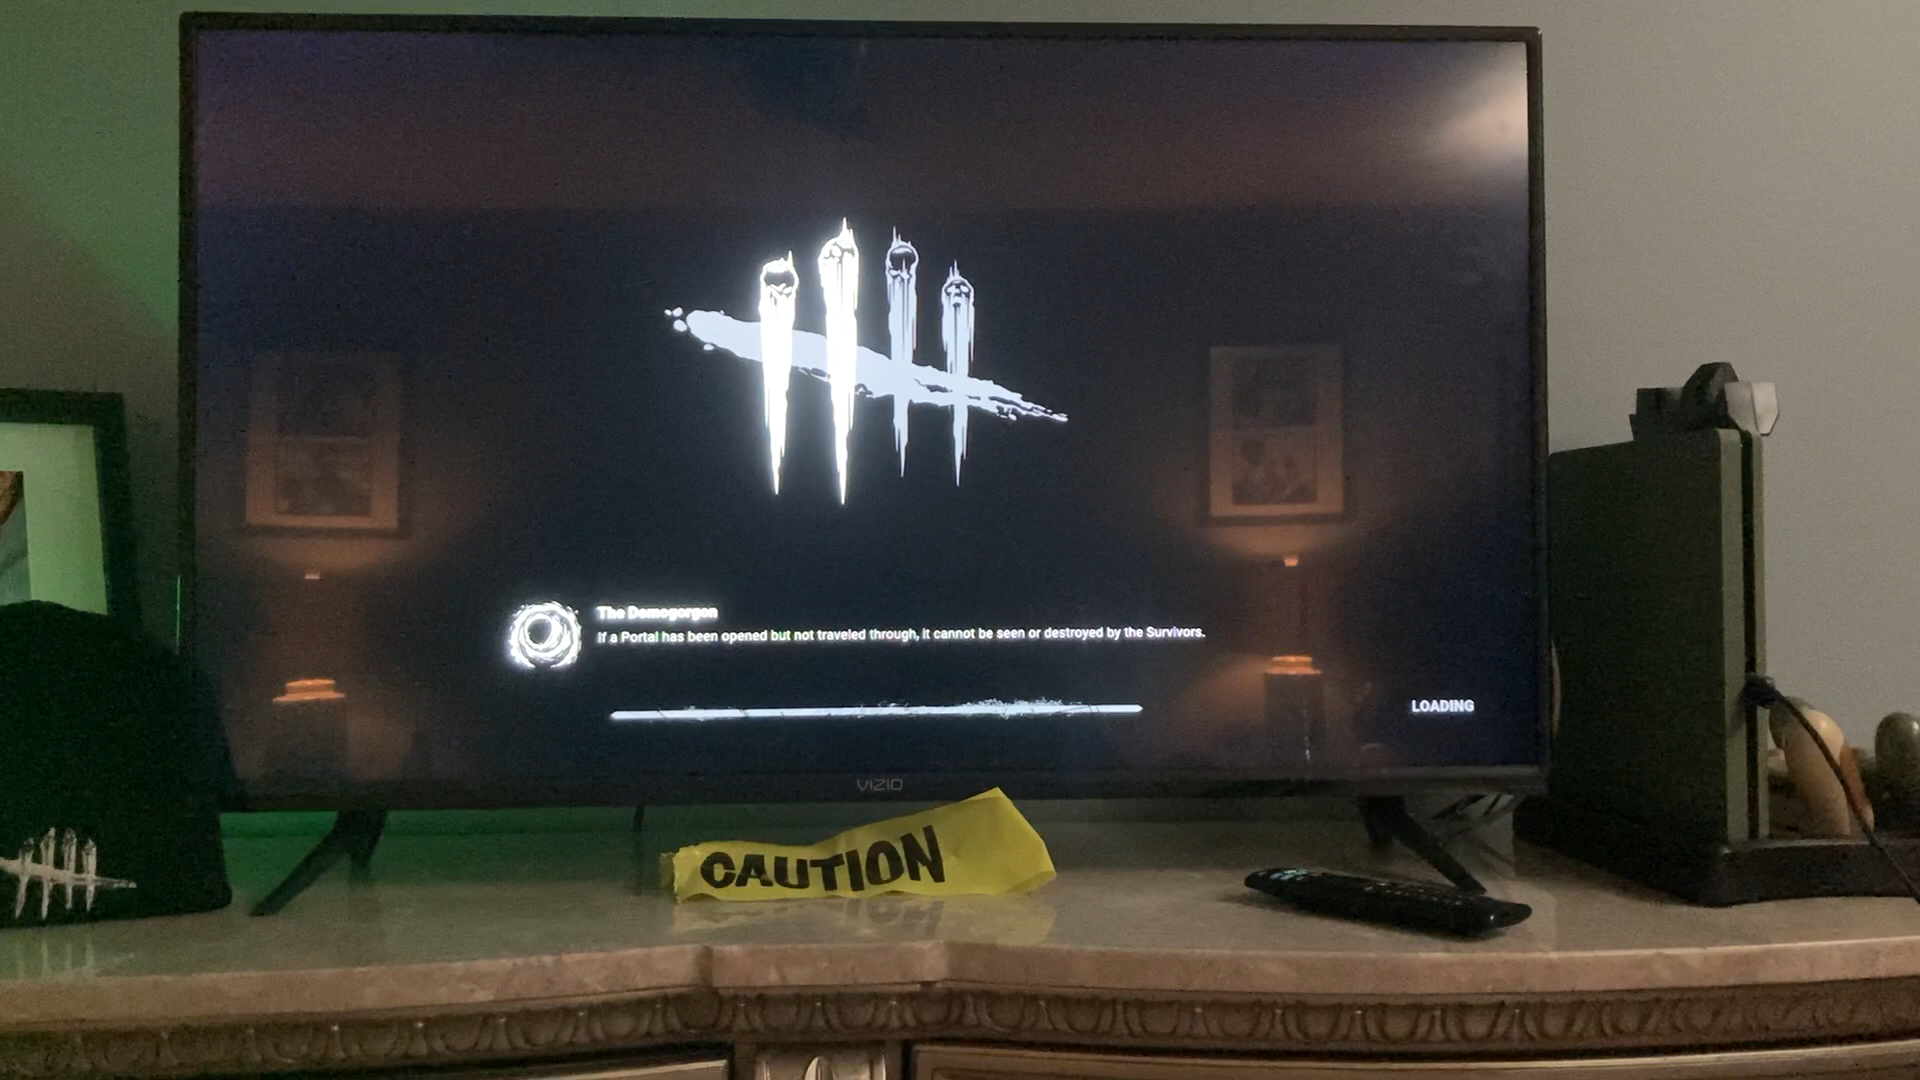 The Demogorgon
If a Portal has been opened but not traveled through, it cannot be seen or destroyed by the Survivors.
LOADING
VIZIO
CAUTION